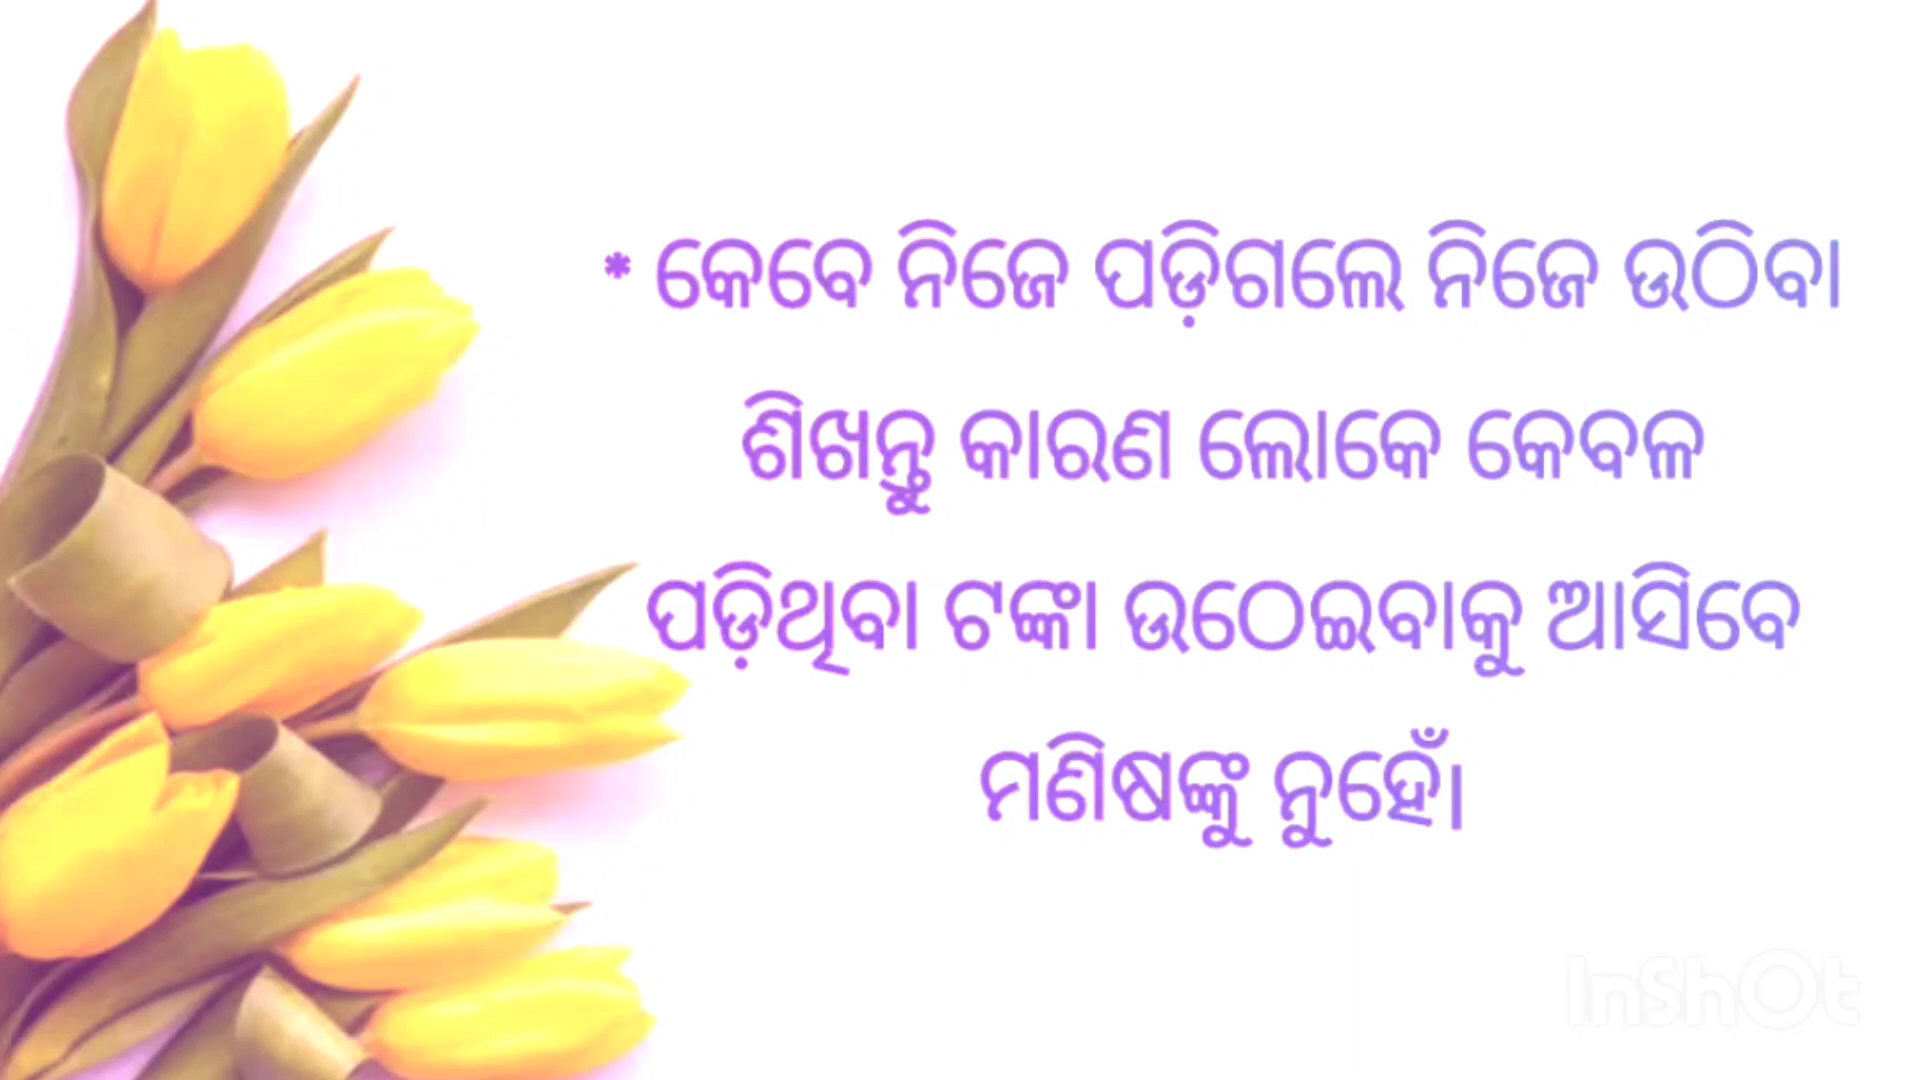 * କେବେ ନିଜେ ପଡ଼ିଗଲେ ନିଜେ ଉଠିବା
ଶିଖନ୍ତୁ କାରଣ ଲୋକେ କେବଳ
ପଡ଼ିଥିବା ଟଙ୍କା ଉଠେଇବାକୁ ଆସିବେ
ମଣିଷଙ୍କୁ ନୁହେଁ।
InShOt